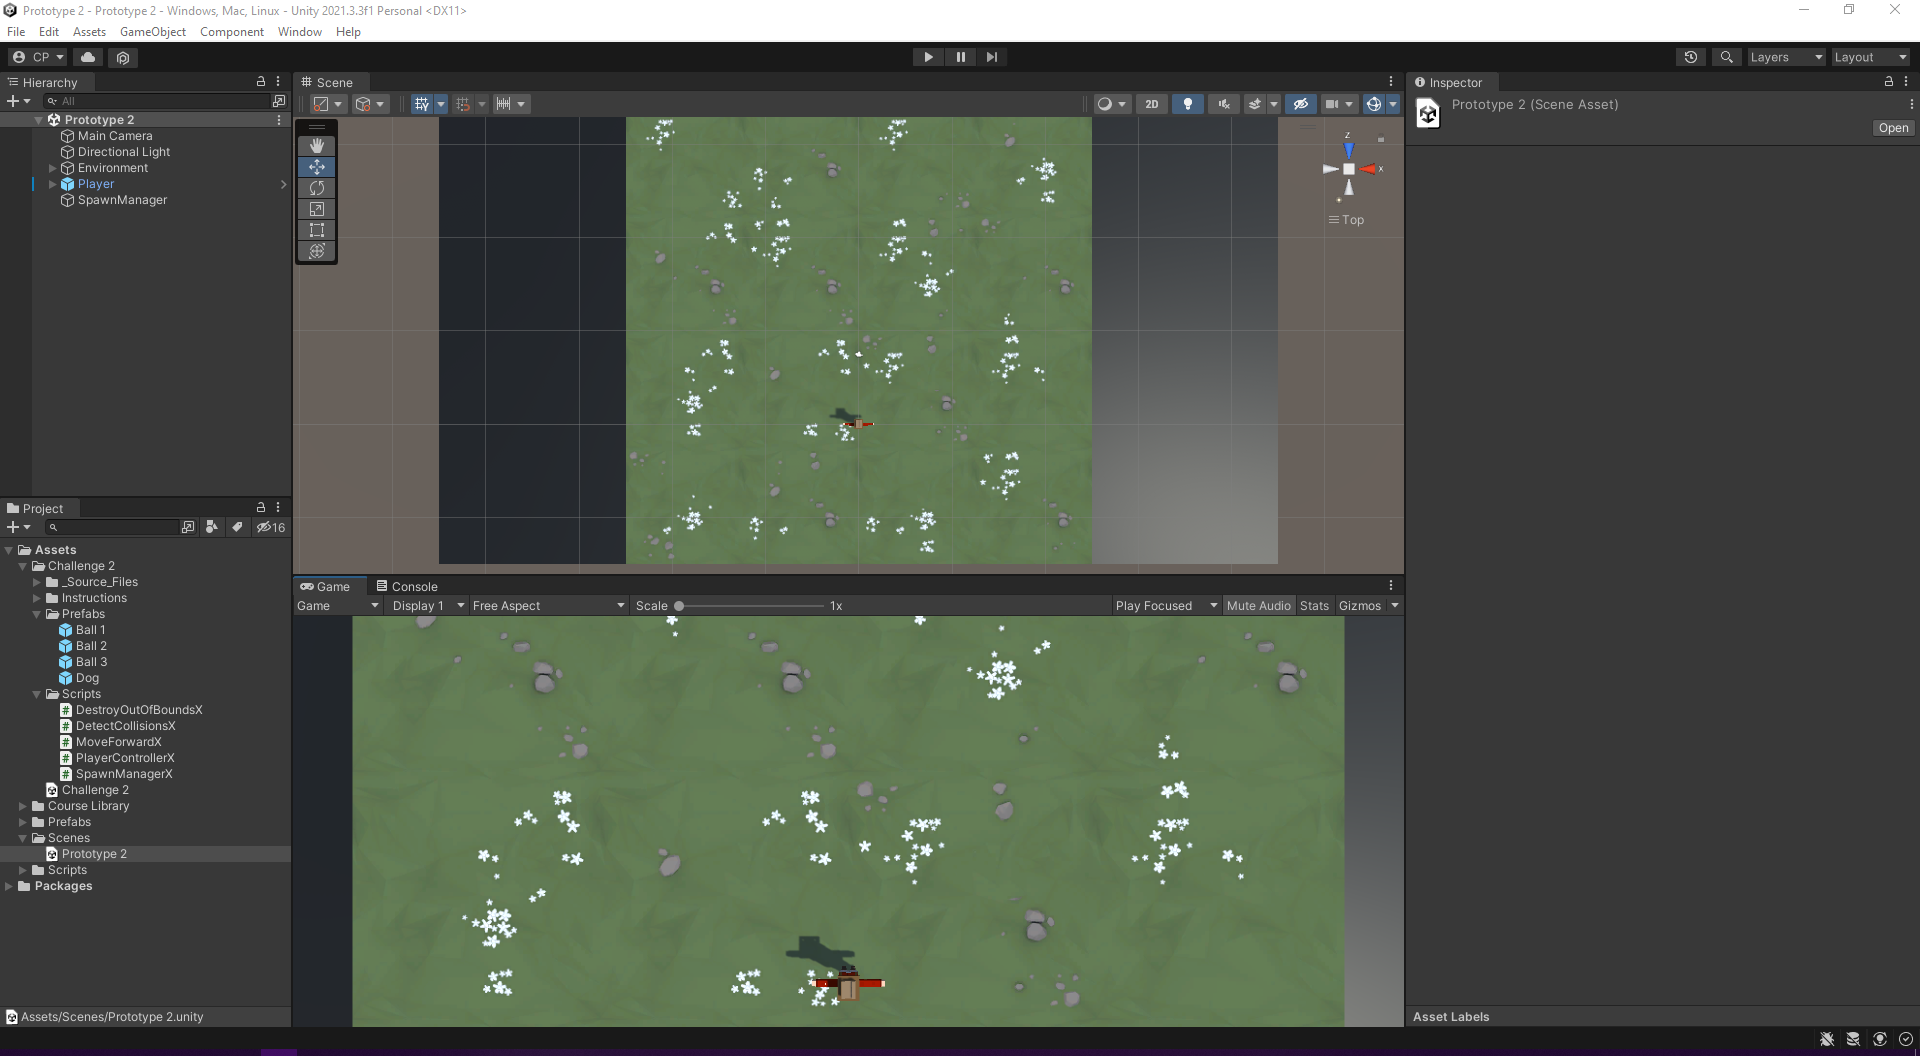 Prototype 2 - Prototype 2 - Windows, Mac, Linux - Unity 2021.3.3f1 Personal <DX11>
File Edit Assets GameObject Component Window Help
CP
Layers Layout
Hierarchy
All
Prototype 2
Main Camera
Directional Light
Environment
Player
SpawnManager
Scene
2D
Z
X
Top
Inspector
Prototype 2 (Scene Asset)
Open
Project
16
Assets
Challenge 2
_Source_Files
Instructions
Prefabs
Ball 1
Ball 2
Ball 3
Dog
Scripts
DestroyOutOfBoundsX
DetectCollisionsX
MoveForwardX
PlayerControllerX
SpawnManagerX
Challenge 2
Course Library
Prefabs
Scenes
Prototype 2
Scripts
Packages
Assets/Scenes/Prototype 2.unity
Game Console
Game Display 1 Free Aspect Scale 1x Play Focused Mute Audio Stats Gizmos
Asset Labels